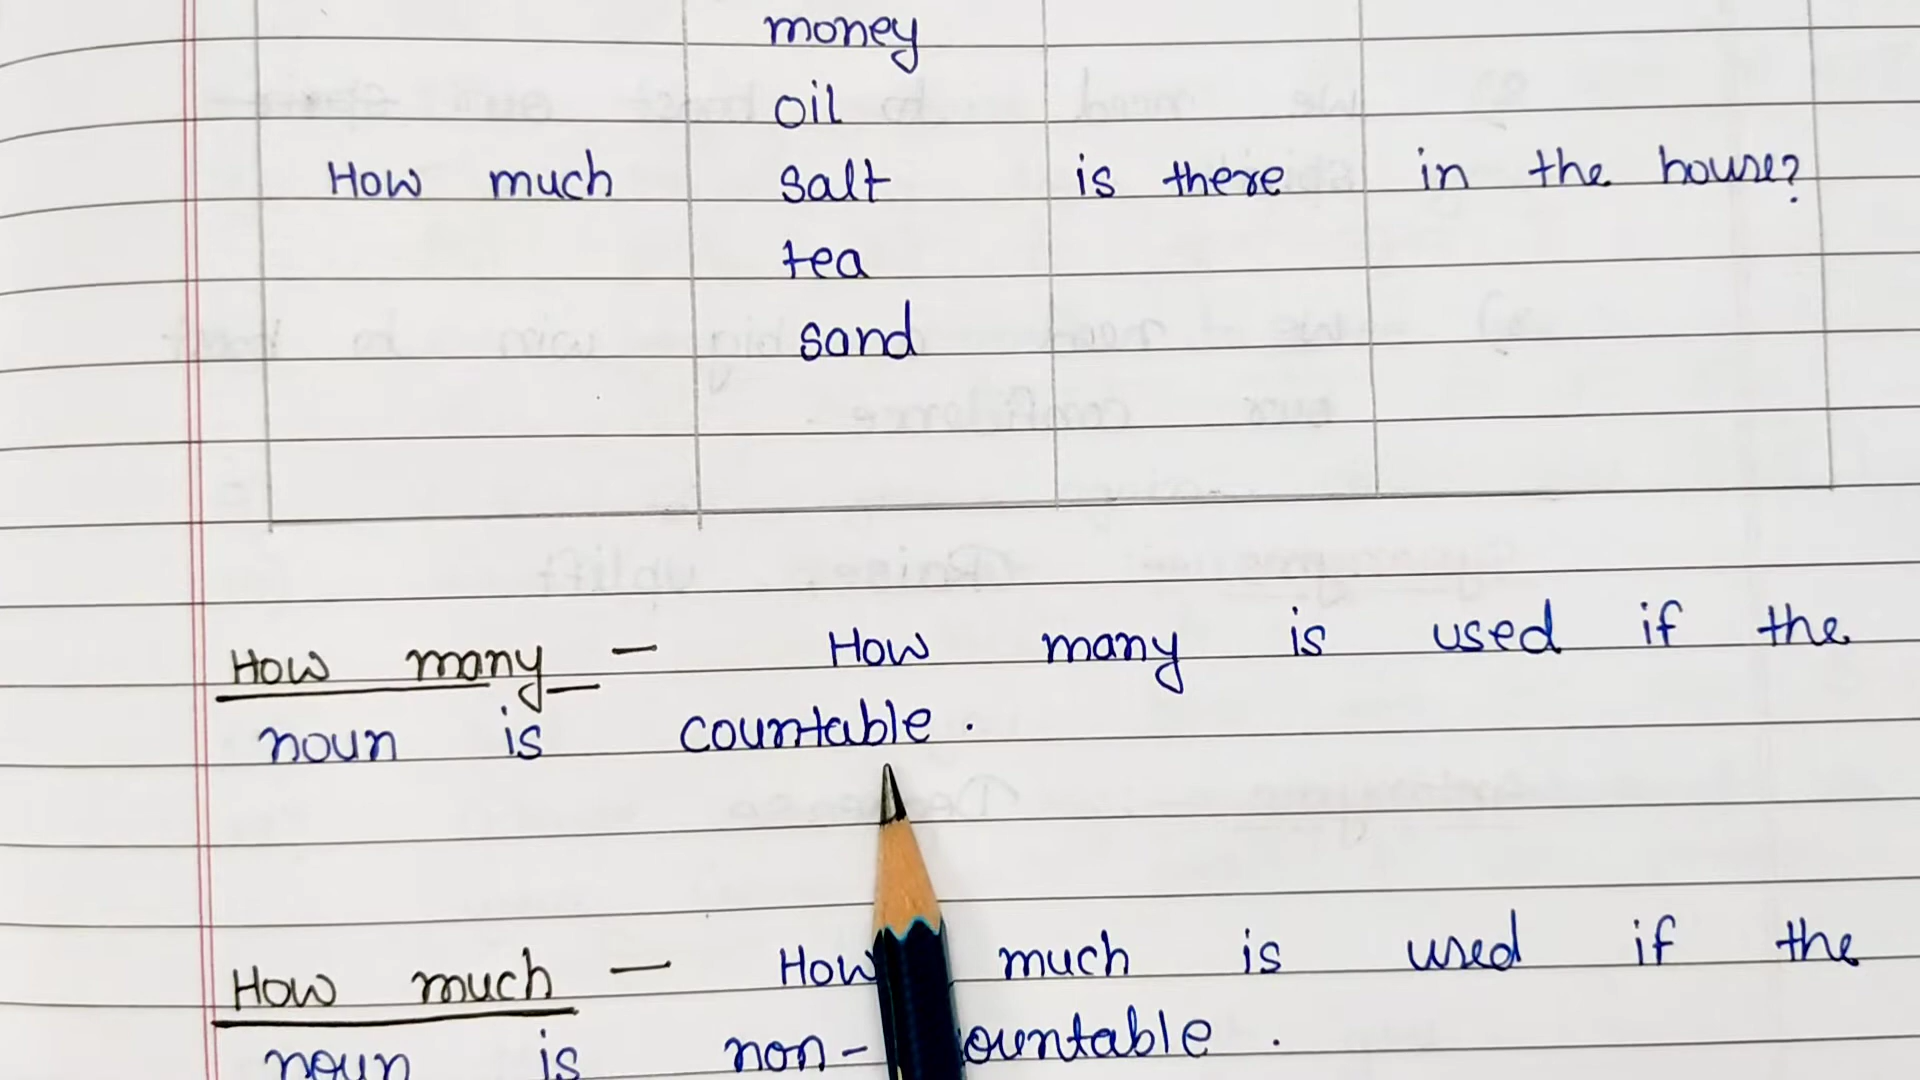 money
oil
How much salt is there in the house?
tea
sand
How many - How many is used if the
noun is countable.
How much - How much is used if the
noun is non-countable.